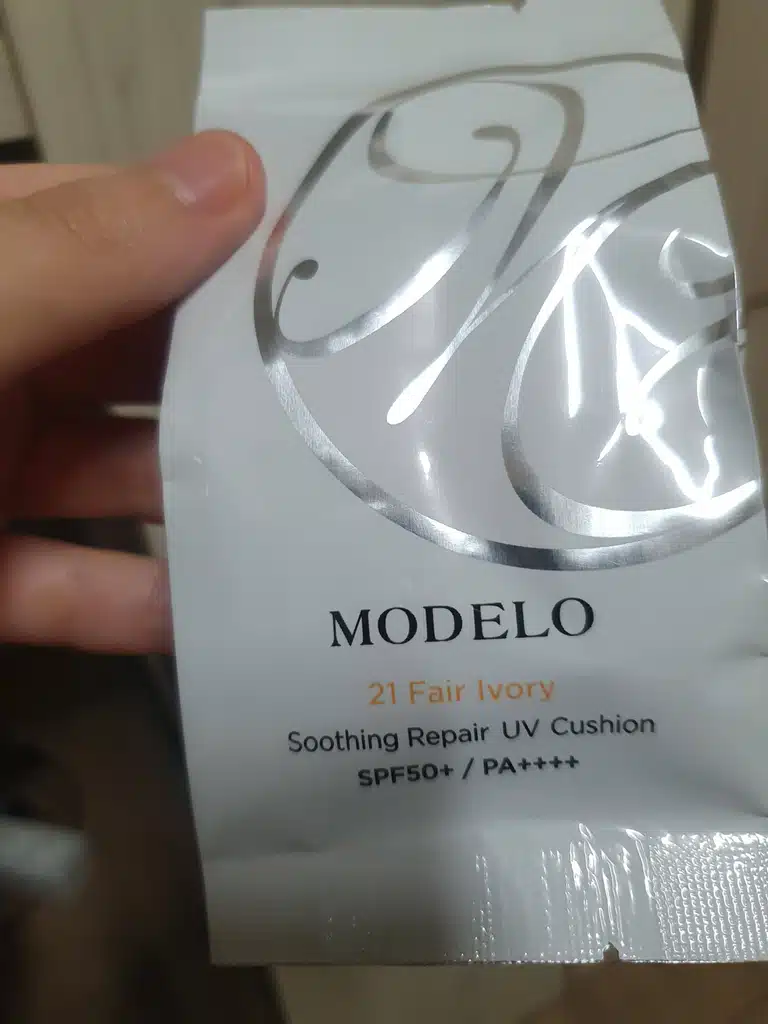 MODELO
21 Fair Ivory
Soothing Repair UV Cushion
SPF50+ / PA++++